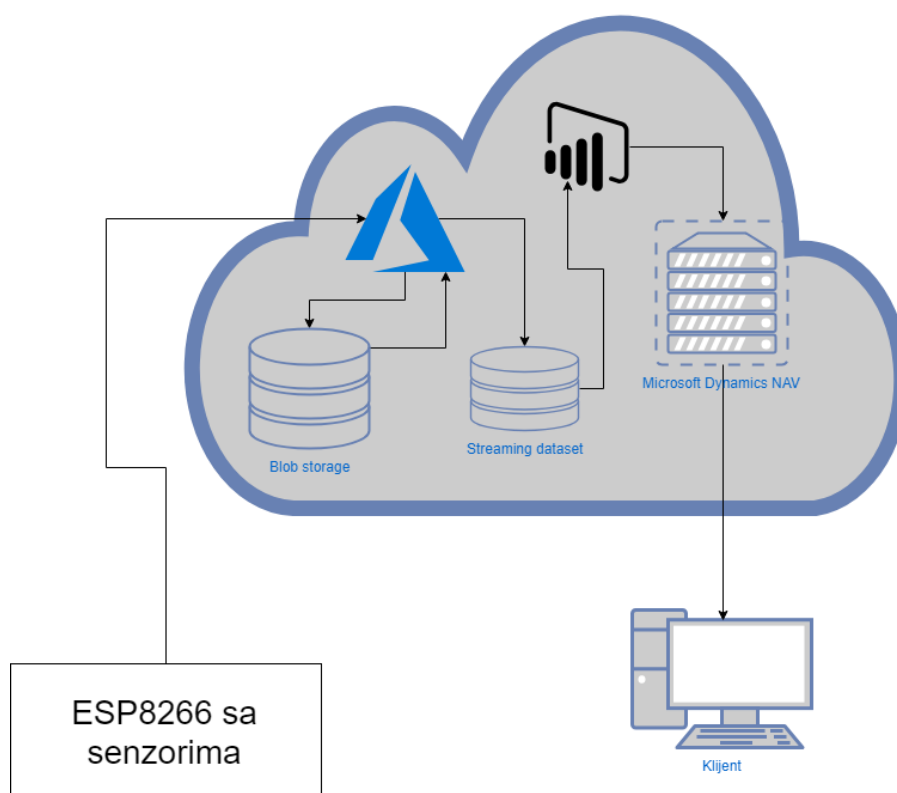 Microsoft Dynamics NAV
Streaming dataset
Blob storage
ESP8266 sa
senzorima
Klijent